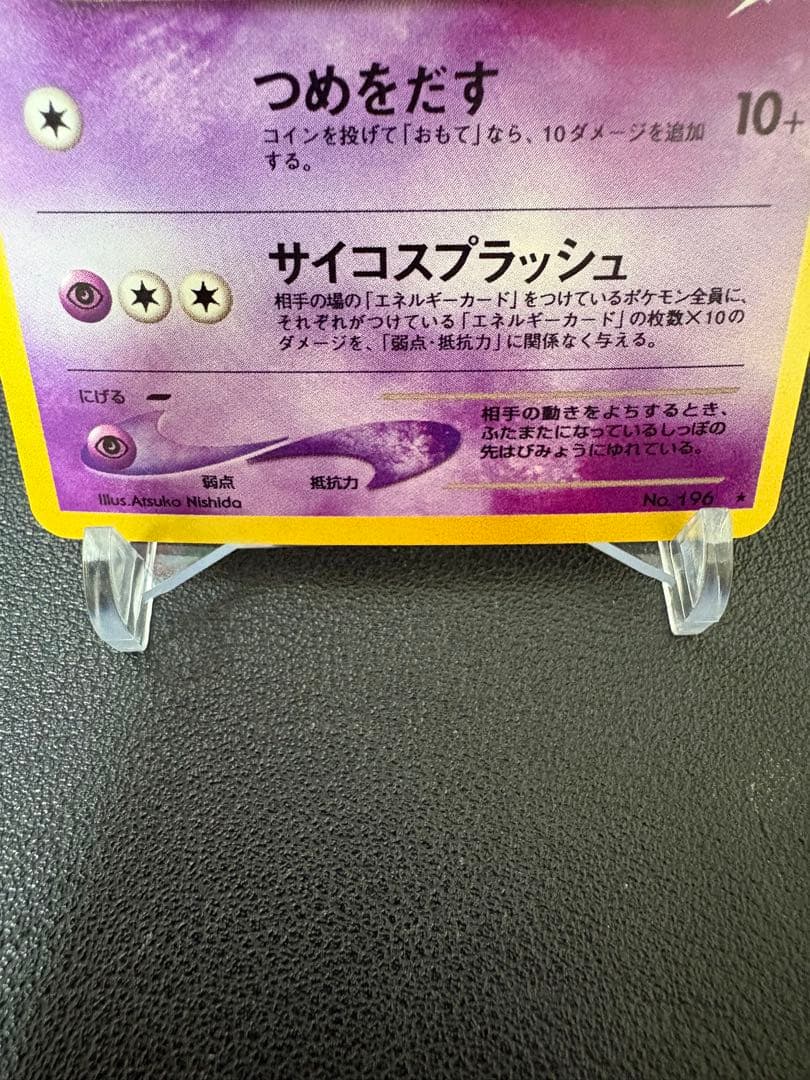 つめをだす
10+
コインを投げて「おもて」なら、10ダメージを追加
する。
サイコスプラッシュ
相手の場の「エネルギーカード」をつけているポケモン全員に、
それぞれがつけている「エネルギーカード」の枚数×10の
ダメージを、「弱点・抵抗力」に関係なく与える。
にげる
相手の動きをよちするとき、
ふたまたになっているしっぽの
先はびみょうにゆれている。
弱点
抵抗力
Illus.Atsuko Nishida
No. 196 ★